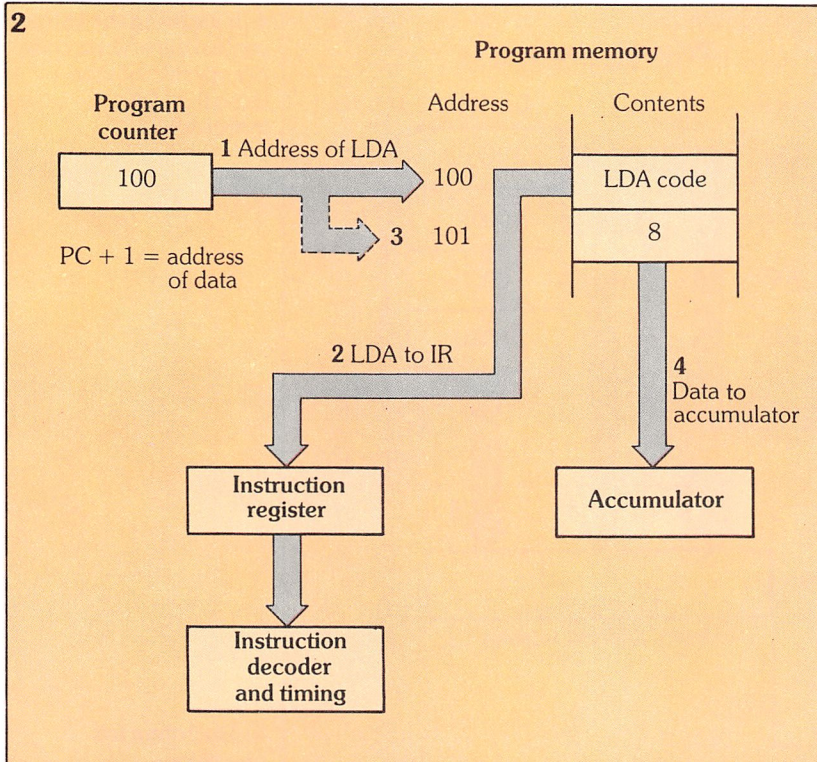 2
Program memory
Program
counter
Address
Contents
1 Address of LDA
100
100
LDA code
3
101
8
PC + 1 = address
of data
2 LDA to IR
4
Data to
accumulator
Instruction
register
Accumulator
Instruction
decoder
and timing